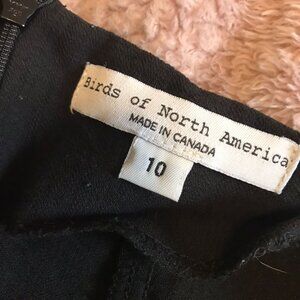 Birds of North America
MADE IN CANADA
10